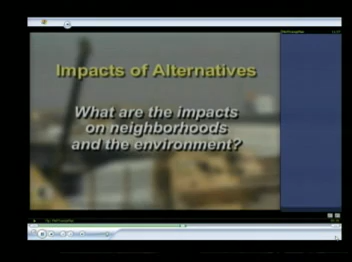 Impacts of Alternatives
What are the impacts
on neighborhoods
and the environment?